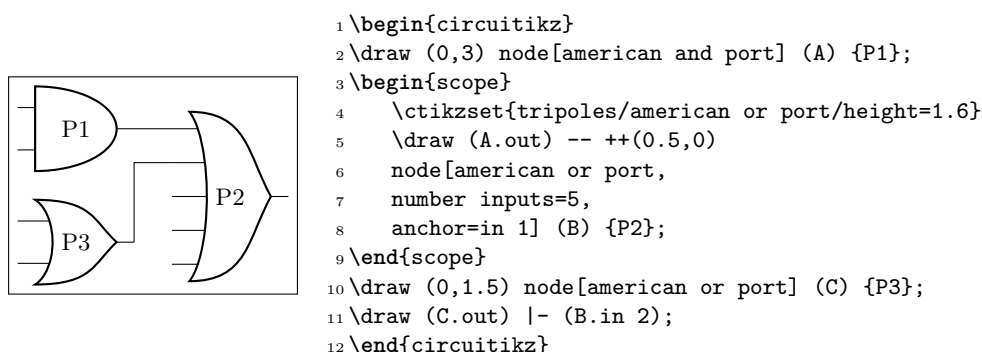 P1
P2
P3
1 \begin{circuitikz}
2 \draw (0,3) node[american and port] (A) {P1};
3 \begin{scope}
4     \ctikzset{tripoles/american or port/height=1.6}
5     \draw (A.out) -- ++(0.5,0)
6     node[american or port,
7     number inputs=5,
8     anchor=in 1] (B) {P2};
9 \end{scope}
10 \draw (0,1.5) node[american or port] (C) {P3};
11 \draw (C.out) |- (B.in 2);
12 \end{circuitikz}